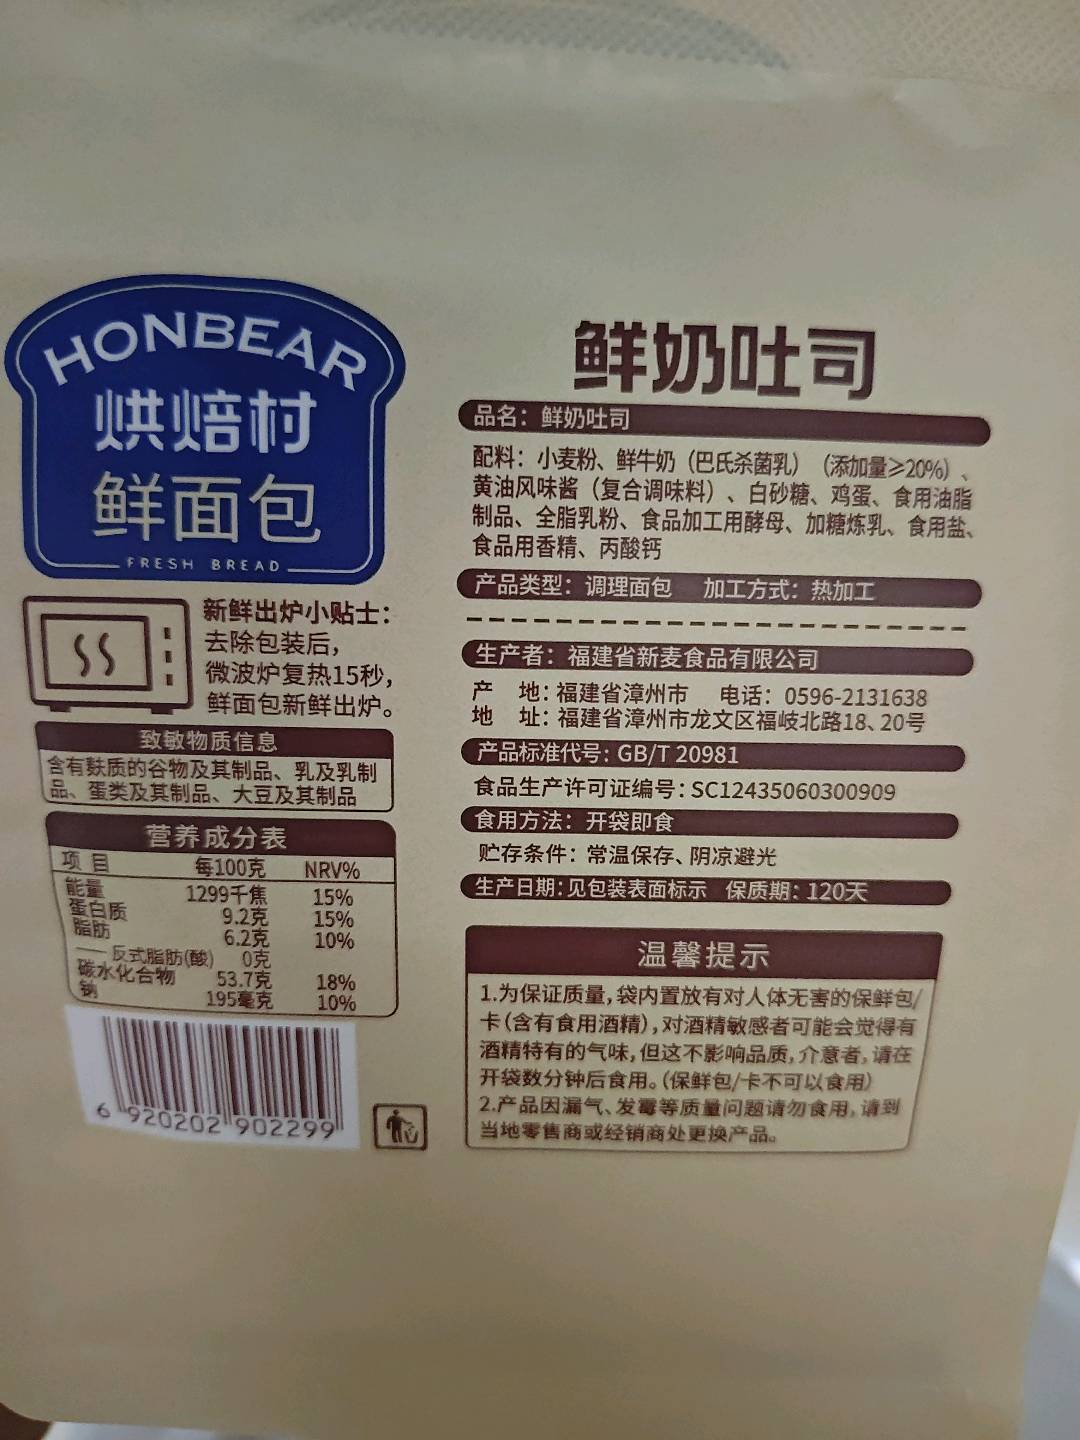 HONBEAR
烘焙村
鲜面包
FRESH BREAD
新鲜出炉小贴士：
去除包装后，
微波炉复热15秒，
鲜面包新鲜出炉。
致敏物质信息
含有麸质的谷物及其制品、乳及乳制
品、蛋类及其制品、大豆及其制品
营养成分表
项目 每100克 NRV%
能量 1299千焦 15%
蛋白质 9.2克 15%
脂肪 6.2克 10%
——反式脂肪(酸) 0克
碳水化合物 53.7克 18%
钠 195毫克 10%
6 920202 902299
鲜奶吐司
品名：鲜奶吐司
配料：小麦粉、鲜牛奶（巴氏杀菌乳）（添加量≥20%）、
黄油风味酱（复合调味料）、白砂糖、鸡蛋、食用油脂
制品、全脂乳粉、食品加工用酵母、加糖炼乳、食用盐、
食品用香精、丙酸钙
产品类型：调理面包 加工方式：热加工
生产者：福建省新麦食品有限公司
产 地：福建省漳州市 电话：0596-2131638
地 址：福建省漳州市龙文区福岐北路18、20号
产品标准代号：GB/T 20981
食品生产许可证编号：SC12435060300909
食用方法：开袋即食
贮存条件：常温保存、阴凉避光
生产日期：见包装表面标示 保质期：120天
温馨提示
1.为保证质量，袋内置放有对人体无害的保鲜包/
卡(含有食用酒精)，对酒精敏感者可能会觉得有
酒精特有的气味，但这不影响品质，介意者，请在
开袋数分钟后食用。(保鲜包/卡不可以食用)
2.产品因漏气、发霉等质量问题请勿食用，请到
当地零售商或经销商处更换产品。